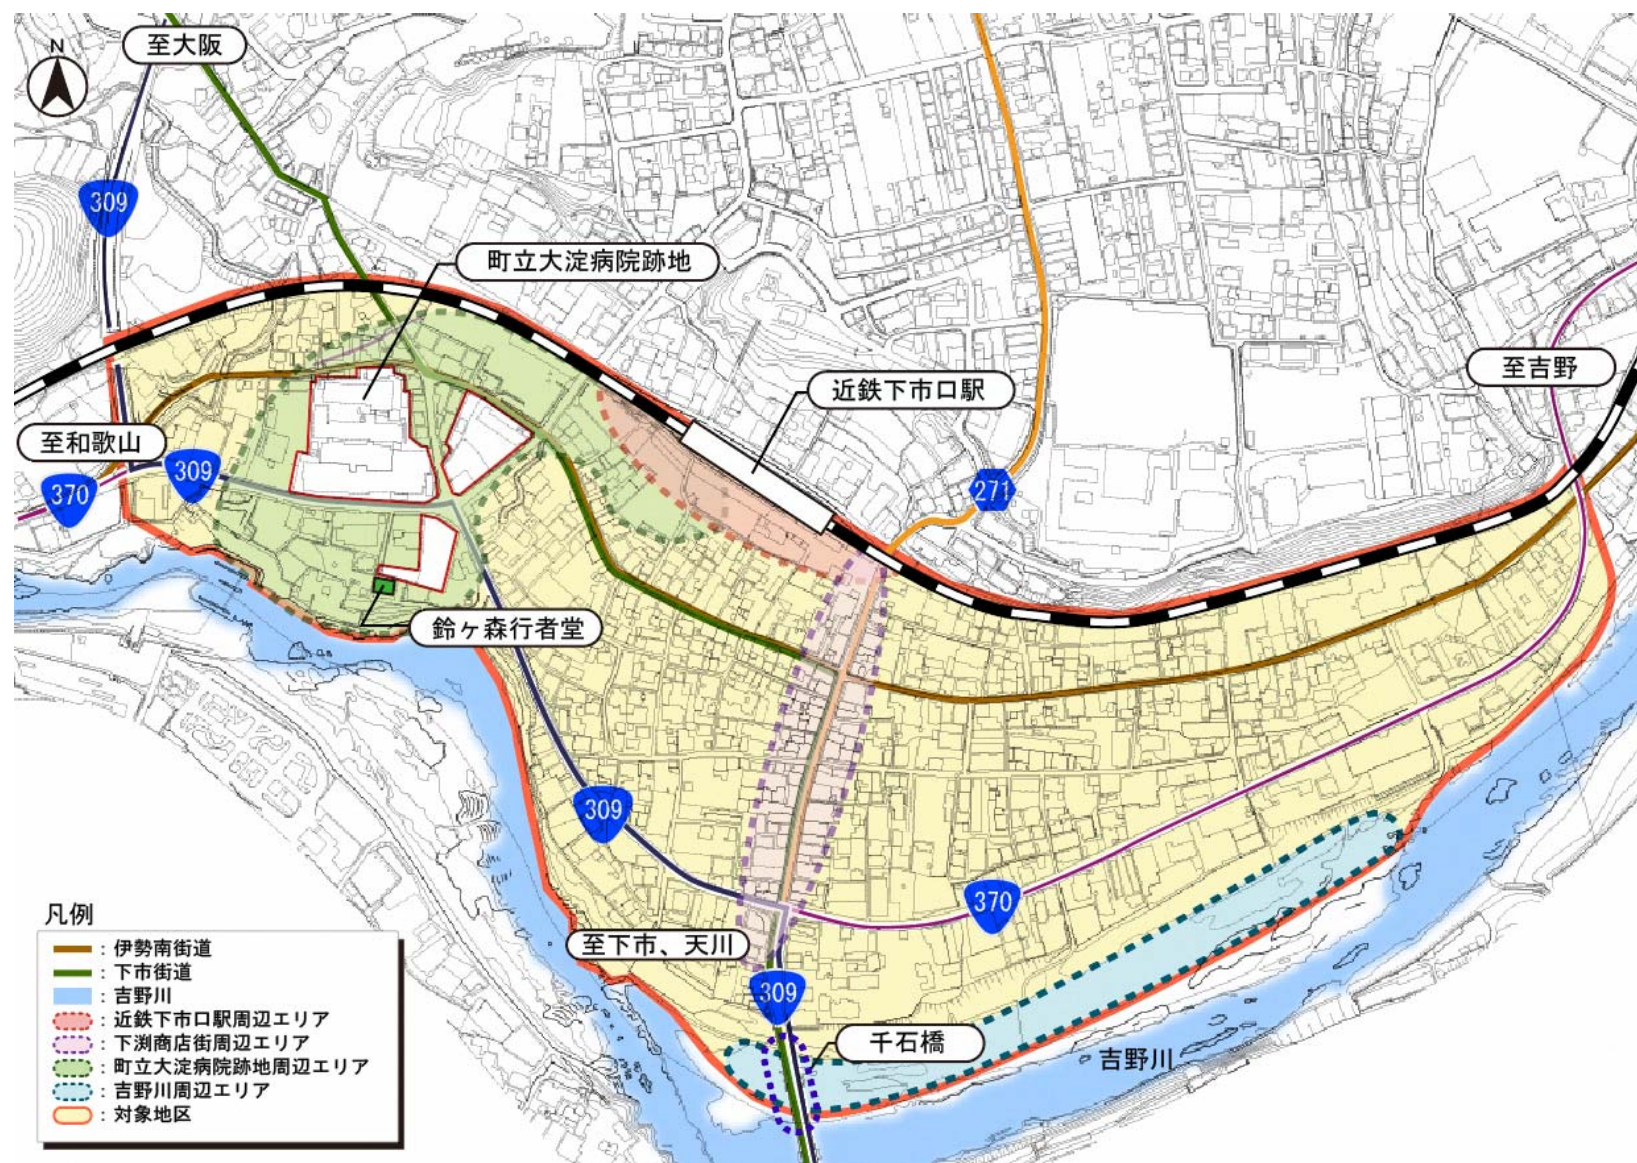 N
至大阪
309
町立大淀病院跡地
近鉄下市口駅
至吉野
至和歌山
309
370
271
鈴ヶ森行者堂
309
370
至下市、天川
309
千石橋
吉野川
凡例
：伊勢南街道
：下市街道
：吉野川
：近鉄下市口駅周辺エリア
：下渕商店街周辺エリア
：町立大淀病院跡地周辺エリア
：吉野川周辺エリア
：対象地区